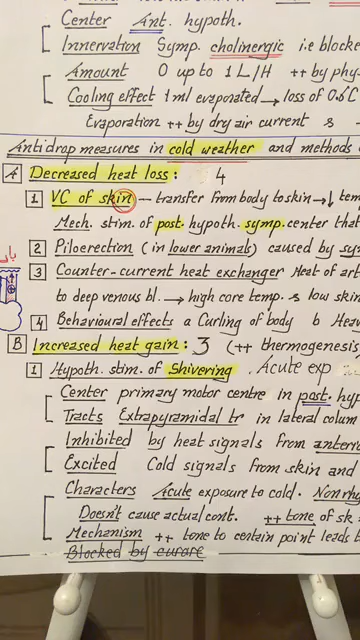 Center Ant. hypoth.
Innervation Symp. cholinergic i.e blocke
Amount 0 up to 1 L/H ++ by phys
Cooling effect 1 ml evaporated → loss of 0.6 C
Evaporation ++ by dry air current &
Antidrop measures in cold weather and methods o
A Decreased heat loss: 4
1 VC of skin — transfer from body to skin → ↓ tem
Mech. stim. of post. hypoth. symp. center that
2 Piloerection (in lower animals) caused by sy
3 Counter-current heat exchanger Heat of art
to deep venous bl. → high core temp. & low skin
4 Behavioural effects a Curling of body b Hea
B Increased heat gain: 3 (++ thermogenesis
1 Hypoth. stim. of Shivering . Acute exp
Center primary motor centre in post. hyp
Tracts Extrapyramidal tr in lateral colum
Inhibited by heat signals from anteri
Excited Cold signals from skin and
Characters Acute exposure to cold. Non rhy
Doesn't cause actual cont. ++ tone of sk
Mechanism ++ tone to certain point leads t
Blocked by curare